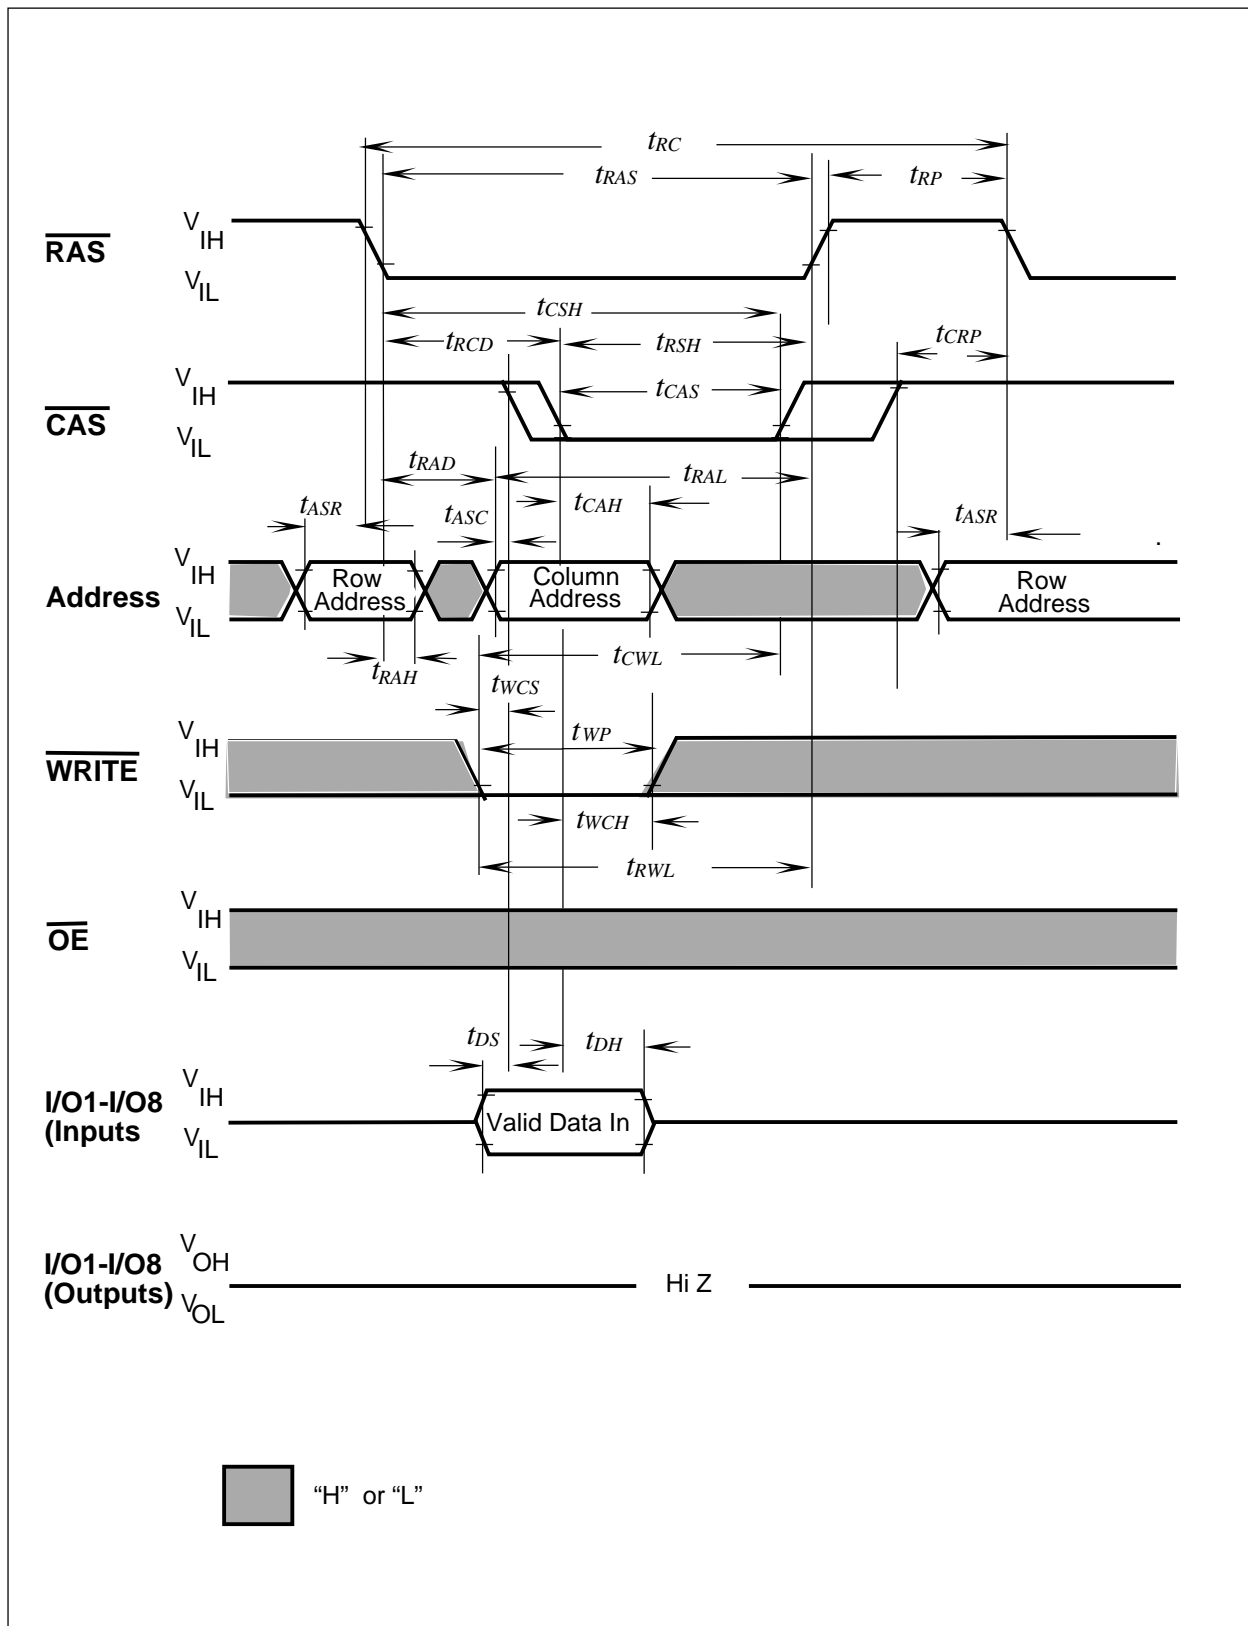 tRC
tRAS
tRP
RAS
VIH
VIL
tCSH
tRCD
tRSH
tCRP
CAS
VIH
tCAS
VIL
tRAD
tRAL
tASR
tASC
tCAH
tASR
Address
VIH
Row
Address
Column
Address
Row
Address
VIL
tRAH
tCWL
tWCS
WRITE
VIH
tWP
VIL
tWCH
tRWL
OE
VIH
VIL
tDS
tDH
I/O1-I/O8
(Inputs
VIH
Valid Data In
VIL
I/O1-I/O8
(Outputs)
VOH
Hi Z
VOL
“H” or “L”